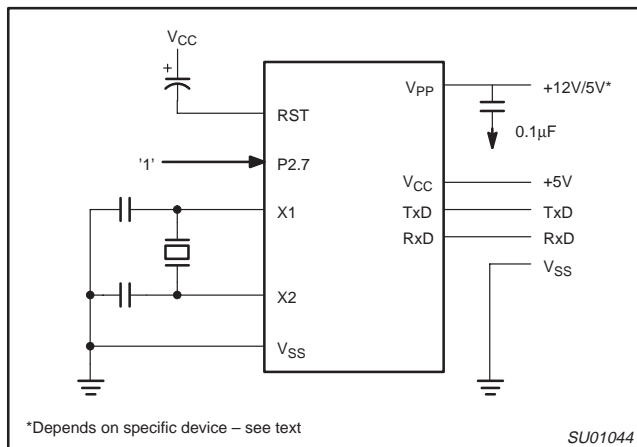 VCC
+
RST
'1'
P2.7
X1
X2
VSS
VPP
VCC
TxD
RxD
+12V/5V*
0.1µF
+5V
TxD
RxD
VSS
*Depends on specific device – see text
SU01044